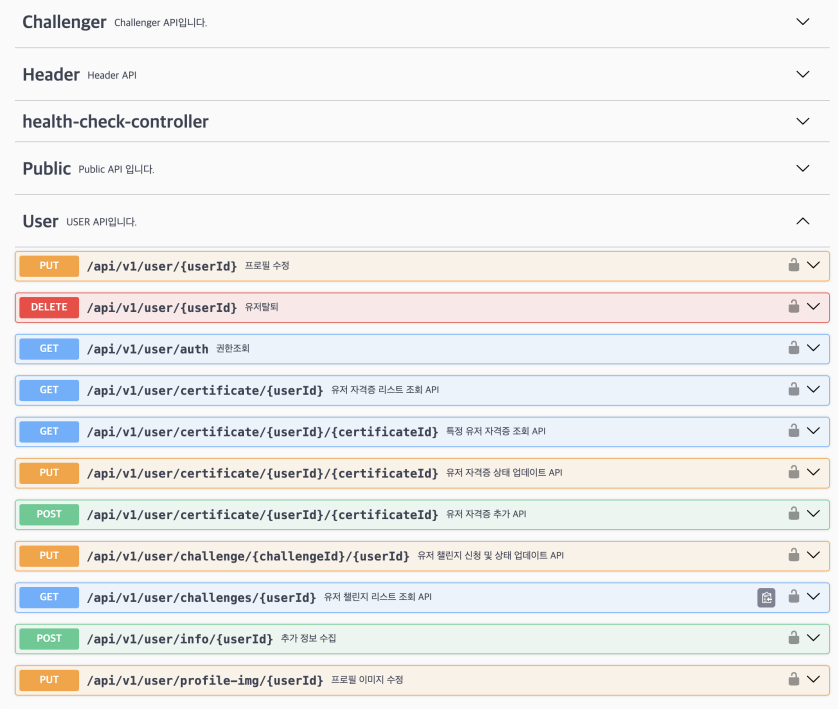 Challenger Challenger API입니다.
Header Header API
health-check-controller
Public Public API 입니다.
User USER API입니다.
PUT /api/v1/user/{userId} 프로필 수정
DELETE /api/v1/user/{userId} 유저탈퇴
GET /api/v1/user/auth 권한조회
GET /api/v1/user/certificate/{userId} 유저 자격증 리스트 조회 API
GET /api/v1/user/certificate/{userId}/{certificateId} 특정 유저 자격증 조회 API
PUT /api/v1/user/certificate/{userId}/{certificateId} 유저 자격증 상태 업데이트 API
POST /api/v1/user/certificate/{userId}/{certificateId} 유저 자격증 추가 API
PUT /api/v1/user/challenge/{challengeId}/{userId} 유저 챌린지 신청 및 상태 업데이트 API
GET /api/v1/user/challenges/{userId} 유저 챌린지 리스트 조회 API
POST /api/v1/user/info/{userId} 추가 정보 수집
PUT /api/v1/user/profile-img/{userId} 프로필 이미지 수정